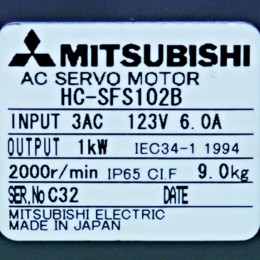 MITSUBISHI
AC SERVO MOTOR
HC-SFS102B
INPUT 3AC 123V 6.0A
OUTPUT 1kW IEC34-1 1994
2000r/min IP65 CI.F 9.0kg
SER.No C32 DATE
MITSUBISHI ELECTRIC
MADE IN JAPAN